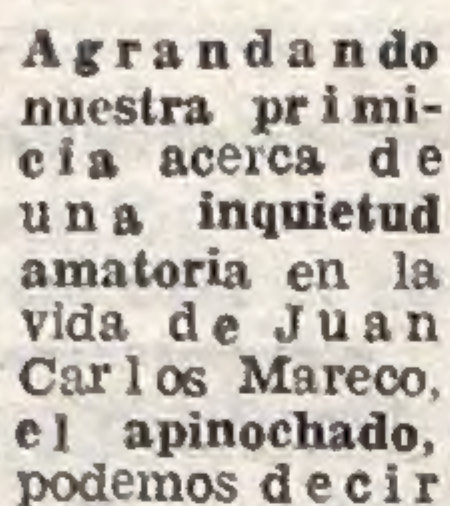 Agrandando
nuestra primi-
cia acerca de
una inquietud
amatoria en la
vida de Juan
Carlos Mareco,
el apinochado,
podemos decir